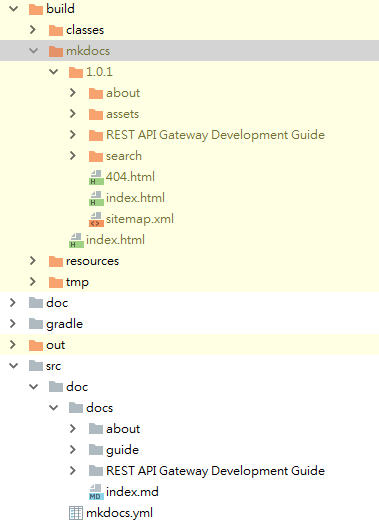 build
classes
mkdocs
1.0.1
about
assets
REST API Gateway Development Guide
search
404.html
index.html
sitemap.xml
index.html
resources
tmp
doc
gradle
out
src
doc
docs
about
guide
REST API Gateway Development Guide
index.md
mkdocs.yml